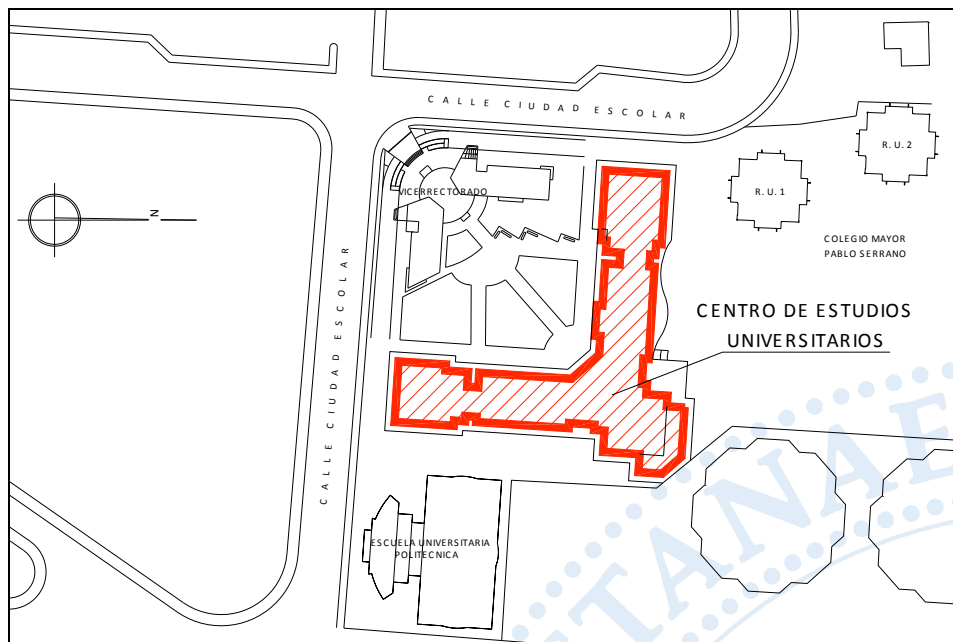 CALLE CIUDAD ESCOLAR
R.U.2
R.U.1
VICERRECTORADO
N
COLEGIO MAYOR
PABLO SERRANO
CALLE CIUDAD ESCOLAR
CENTRO DE ESTUDIOS
UNIVERSITARIOS
ESCUELA UNIVERSITARIA
POLITECNICA
TANAE